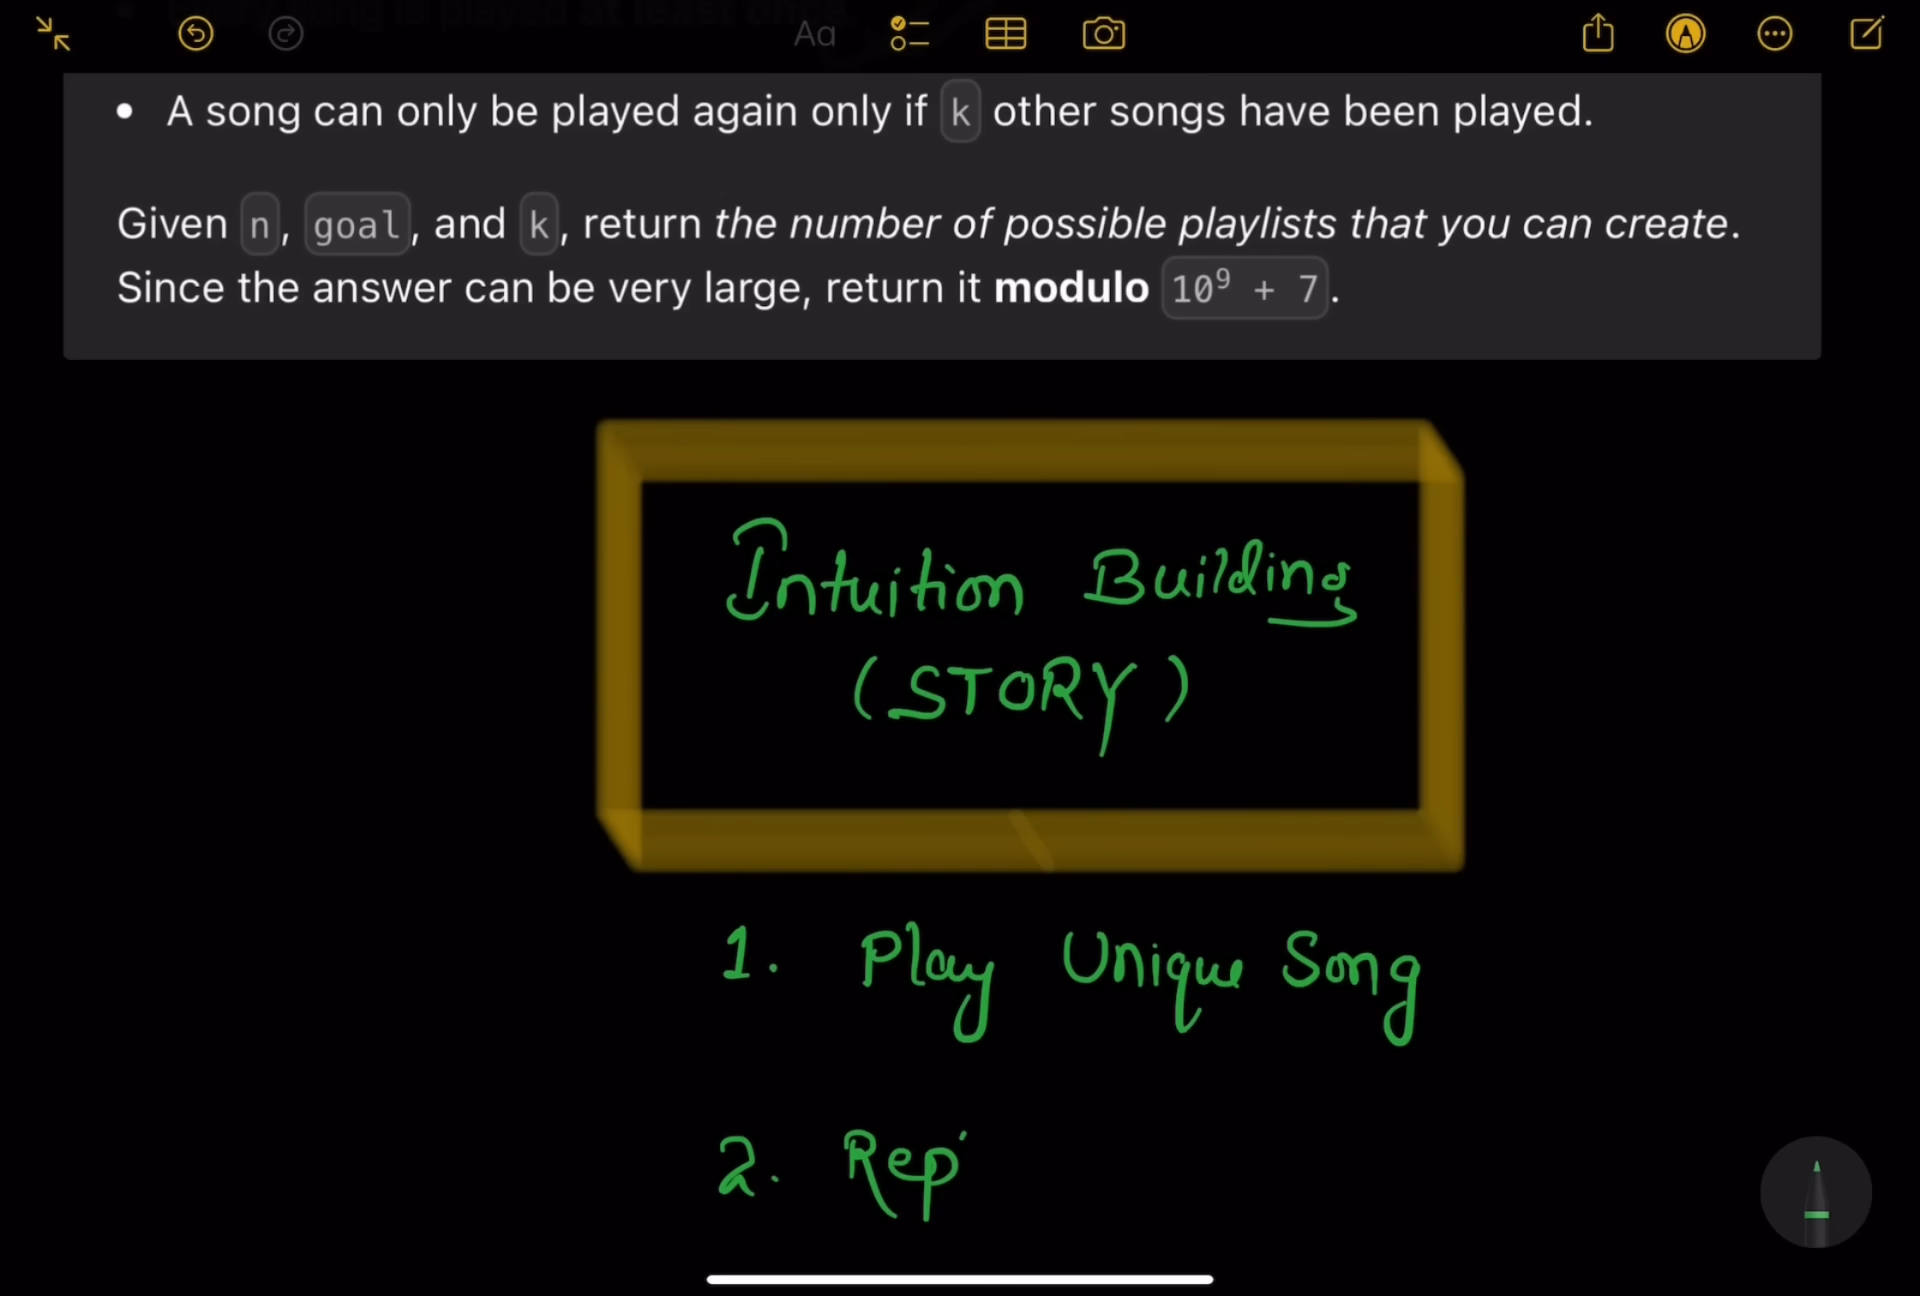 Aa
• A song can only be played again only if k other songs have been played.
Given n, goal, and k, return the number of possible playlists that you can create.
Since the answer can be very large, return it modulo 10⁹ + 7.
Intuition Building
(STORY)
1. Play Unique Song
2. Rep